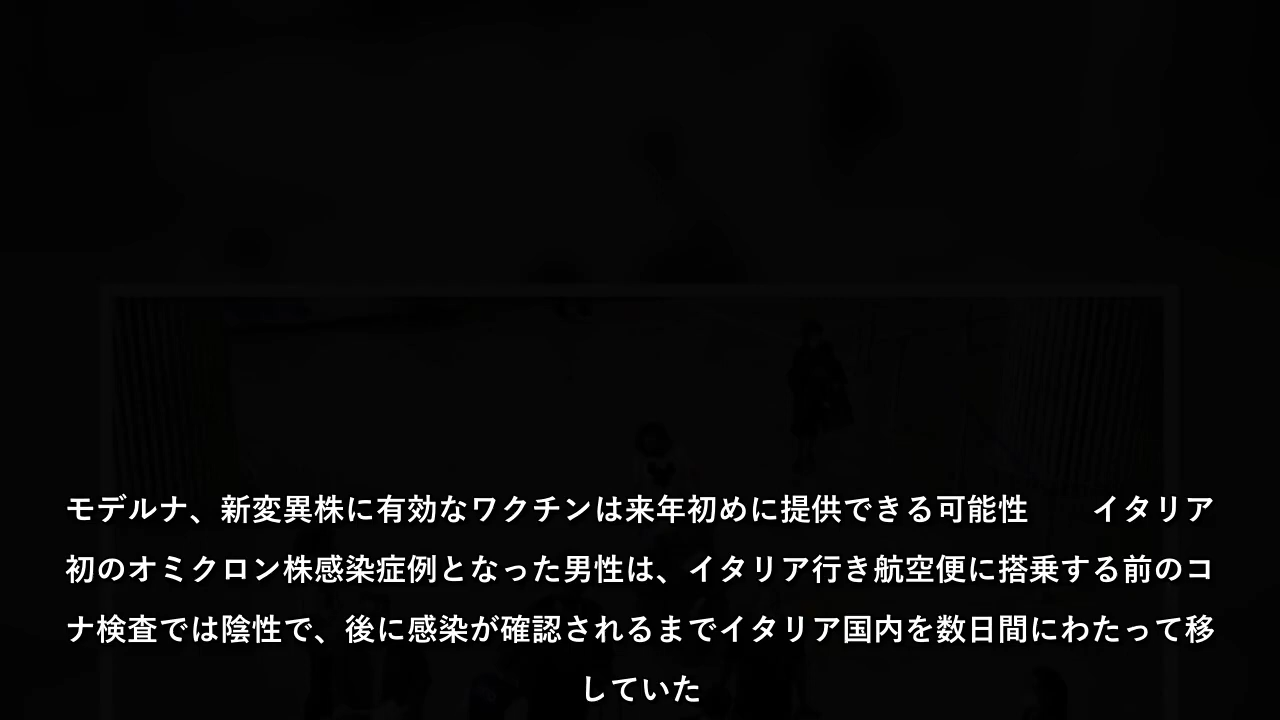 モデルナ、新変異株に有効なワクチンは来年初めに提供できる可能性　　イタリア
初のオミクロン株感染症例となった男性は、イタリア行き航空便に搭乗する前のコ
ナ検査では陰性で、後に感染が確認されるまでイタリア国内を数日間にわたって移
していた